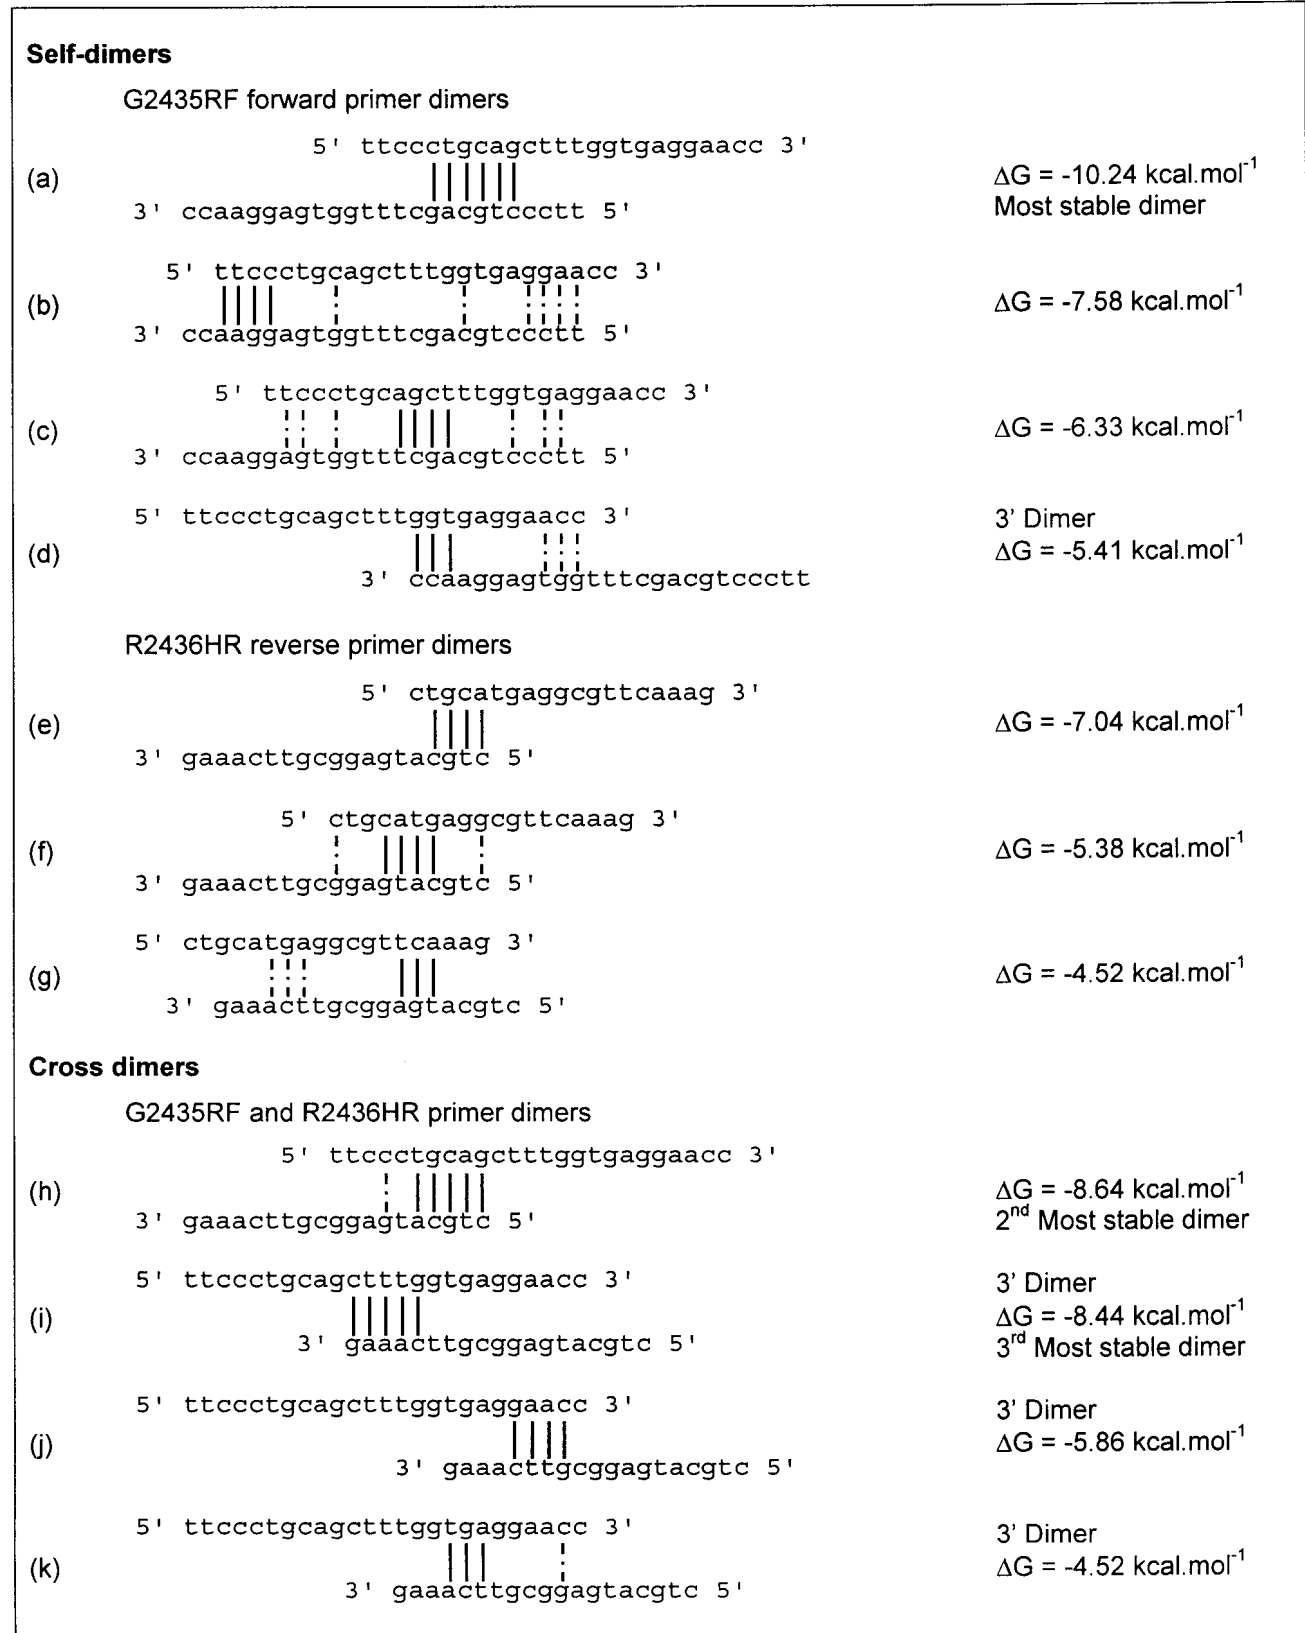 Self-dimers
G2435RF forward primer dimers
5' ttccctgcagctttggtgaggaacc 3'
(a)
ΔG = -10.24 kcal.mol-1
3' ccaaggagtggtttcgacgtcccctt 5'
Most stable dimer
5' ttccctgcagctttggtgaggaacc 3'
(b)
ΔG = -7.58 kcal.mol-1
3' ccaaggagtggtttcgacgtccctt 5'
5' ttccctgcagctttggtgaggaacc 3'
(c)
ΔG = -6.33 kcal.mol-1
3' ccaaggagtggtttcgacgtccctt 5'
5' ttccctgcagctttggtgaggaacc 3'
3' Dimer
(d)
ΔG = -5.41 kcal.mol-1
3' ccaaggagtggtttcgacgtccctt
R2436HR reverse primer dimers
5' ctgcatgaggcgttcaaag 3'
(e)
ΔG = -7.04 kcal.mol-1
3' gaaacttgcggagtacgtc 5'
5' ctgcatgaggcgttcaaag 3'
(f)
ΔG = -5.38 kcal.mol-1
3' gaaacttgcggagtacgtc 5'
5' ctgcatgaggcgttcaaag 3'
(g)
ΔG = -4.52 kcal.mol-1
3' gaaacttgcggagtacgtc 5'
Cross dimers
G2435RF and R2436HR primer dimers
5' ttccctgcagctttggtgaggaacc 3'
(h)
ΔG = -8.64 kcal.mol-1
3' gaaacttgcggagtacgtc 5'
2nd Most stable dimer
5' ttccctgcagctttggtgaggaacc 3'
3' Dimer
(i)
ΔG = -8.44 kcal.mol-1
3' gaaacttgcggagtacgtc 5'
3rd Most stable dimer
5' ttccctgcagctttggtgaggaacc 3'
3' Dimer
(j)
ΔG = -5.86 kcal.mol-1
3' gaaacttgcggagtacgtc 5'
5' ttccctgcagctttggtgaggaacc 3'
3' Dimer
(k)
ΔG = -4.52 kcal.mol-1
3' gaaacttgcggagtacgtc 5'